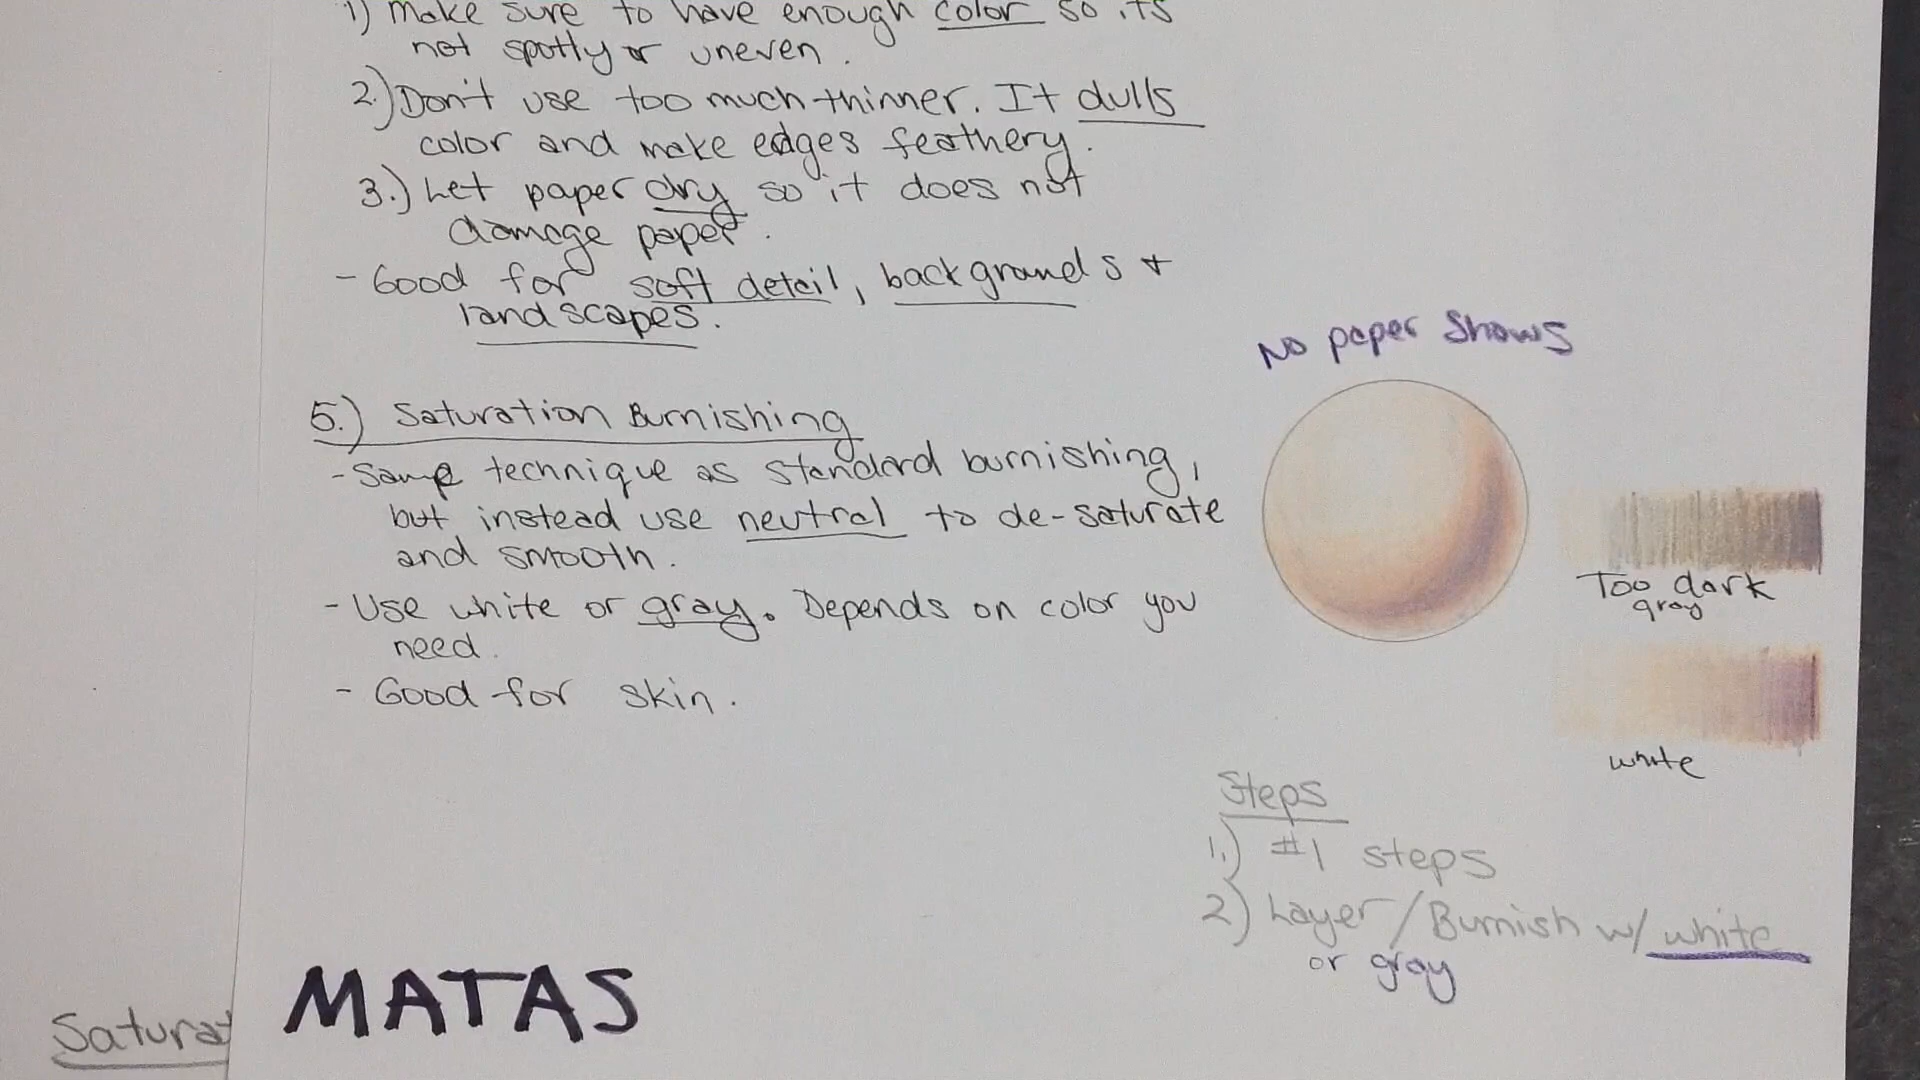 1) Make sure to have enough color so its
not spotty or uneven.
2.) Don't use too much thinner. It dulls
color and make edges feathery.
3.) Let paper dry so it does not
damage paper.
- Good for soft detail, backgrounds +
landscapes.
No paper shows
5.) Saturation Burnishing
- Same technique as standard burnishing,
but instead use neutral to de-saturate
and smooth.
- Use white or gray. Depends on color you
need.
- Good for skin.
Too dark
gray
white
Steps
1.) #1 steps
2) Layer/Burnish w/ white
or gray
MATAS
Saturat